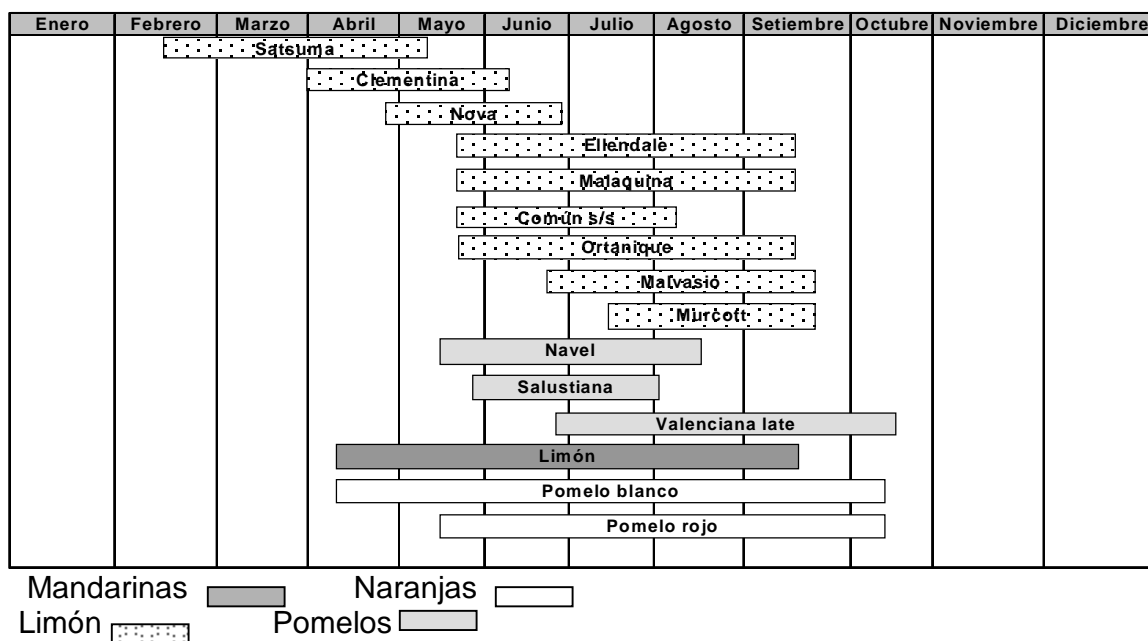 Enero Febrero Marzo Abril Mayo Junio Julio Agosto Setiembre Octubre Noviembre Diciembre
Satsuma
Clementina
Nova
Ellendale
Malaquina
Común s/s
Ortanique
Malvasio
Murcott
Navel
Salustiana
Valenciana late
Limón
Pomelo blanco
Pomelo rojo
Mandarinas Naranjas
Limón Pomelos